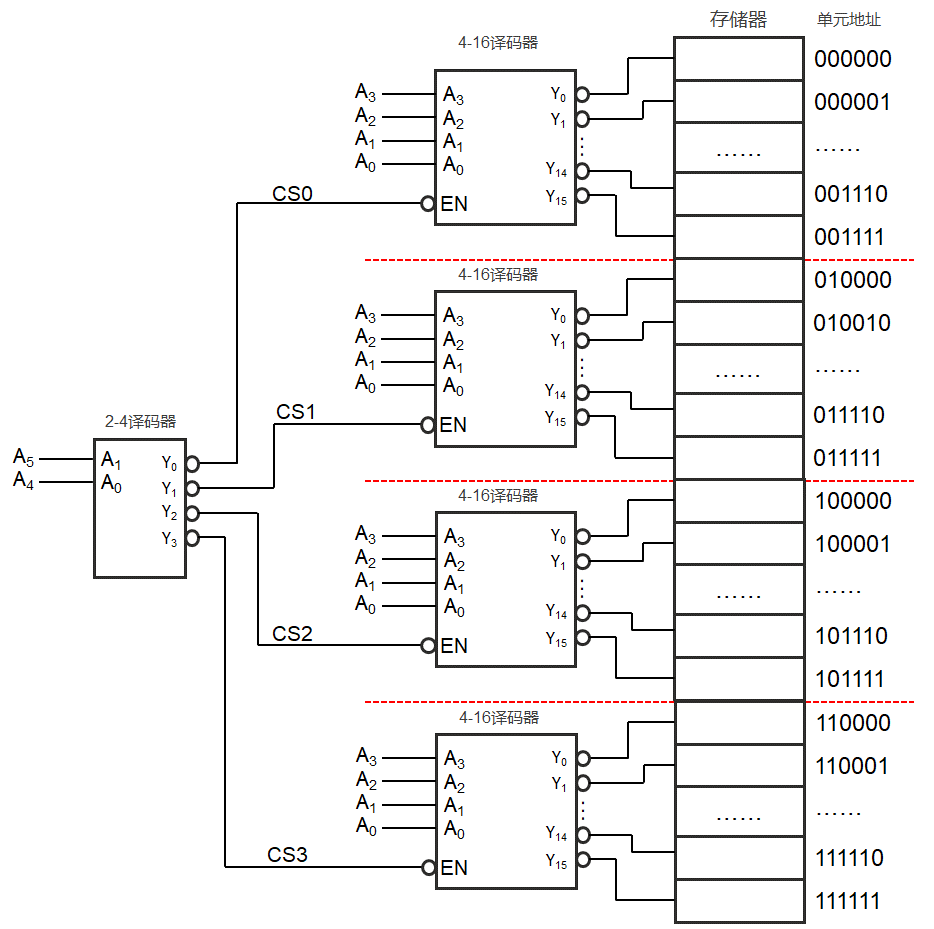 存储器 单元地址
4-16译码器
000000
A3 A3 Y0
000001
A2 A2 Y1
A1 A1 ⋮
...... ......
A0 A0 Y14
001110
CS0 EN Y15
001111
4-16译码器
010000
A3 A3 Y0
010010
A2 A2 Y1
A1 A1 ⋮
...... ......
A0 A0 Y14
011110
CS1 EN Y15
011111
2-4译码器
A5 A1 Y0
A4 A0 Y1
Y2
Y3
4-16译码器
100000
A3 A3 Y0
100001
A2 A2 Y1
A1 A1 ⋮
...... ......
A0 A0 Y14
101110
CS2 EN Y15
101111
4-16译码器
110000
A3 A3 Y0
110001
A2 A2 Y1
A1 A1 ⋮
...... ......
A0 A0 Y14
111110
CS3 EN Y15
111111